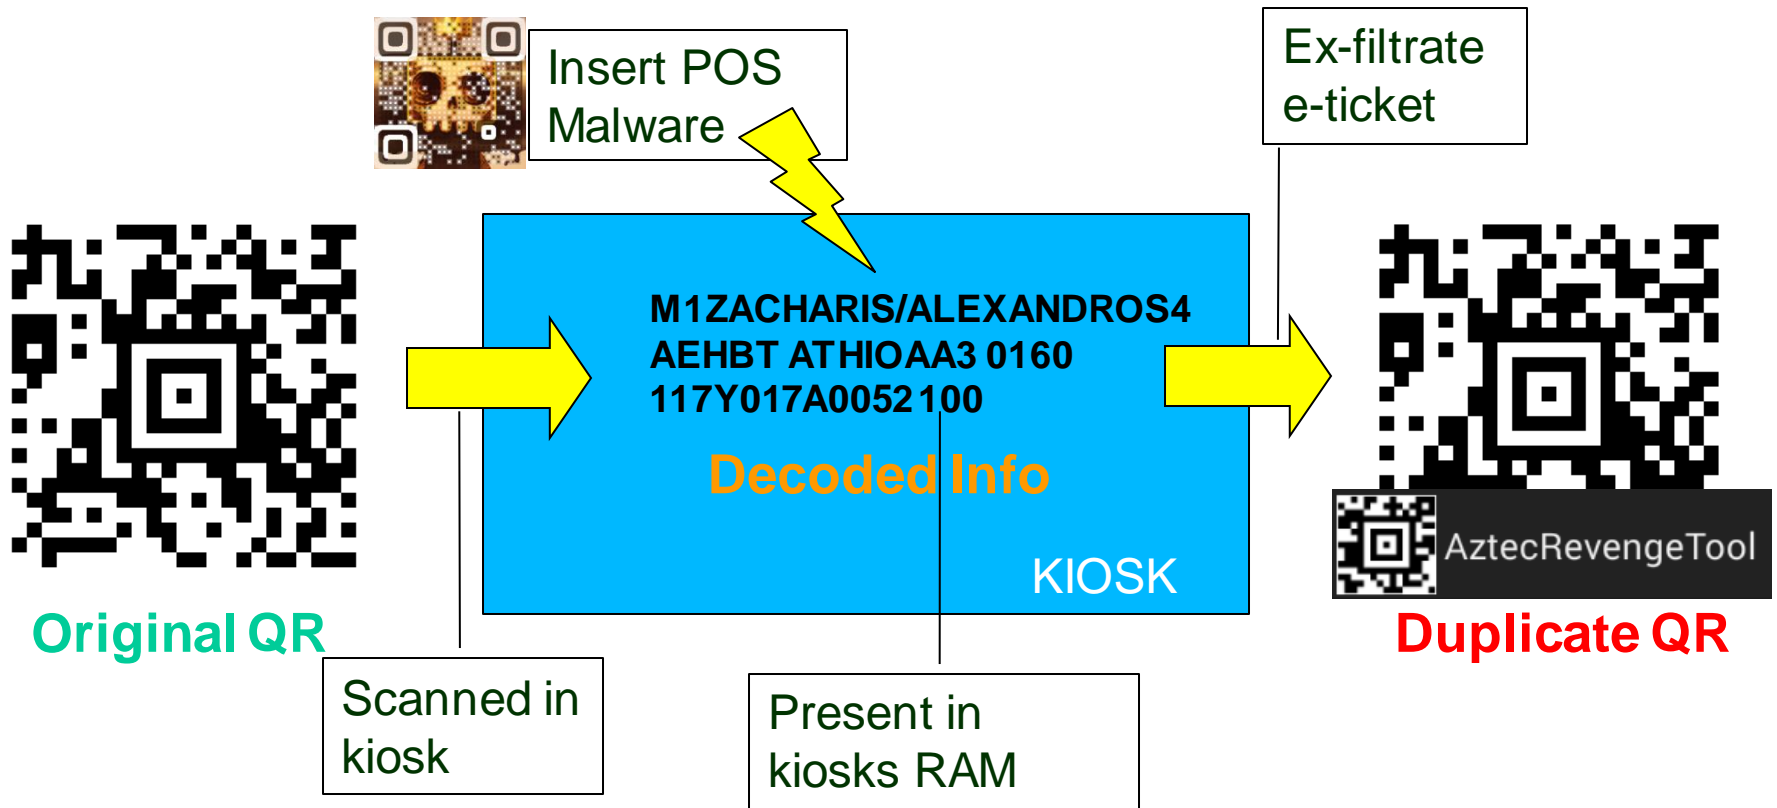 Insert POS
Malware
Ex-filtrate
e-ticket
M1ZACHARIS/ALEXANDROS4
AEHBT ATHIOAA3 0160
117Y017A0052 100
Decoded Info
KIOSK
AztecRevengeTool
Original QR
Duplicate QR
Scanned in
kiosk
Present in
kiosks RAM